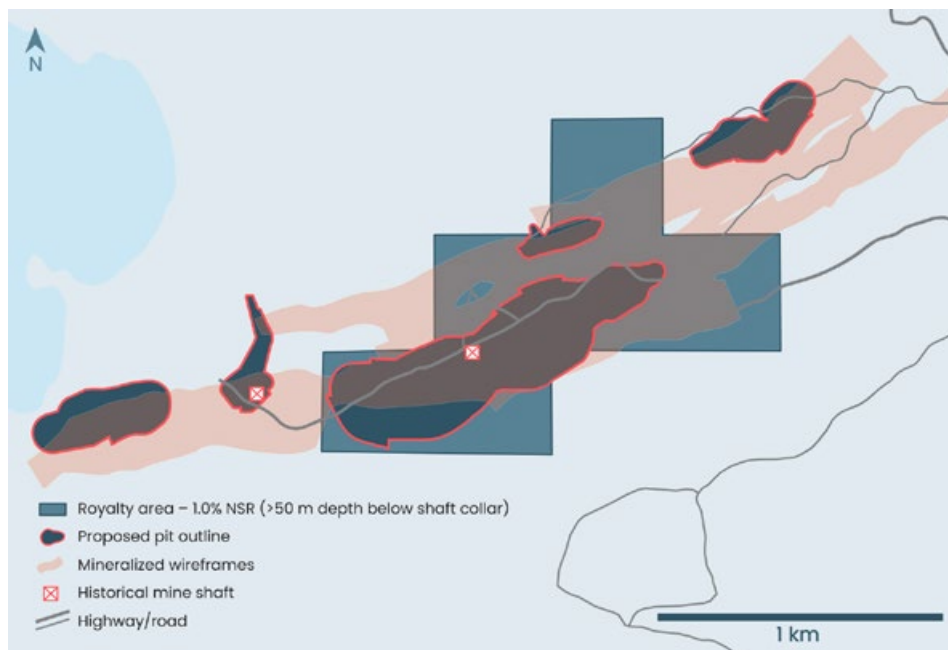 N
Royalty area – 1.0% NSR (>50 m depth below shaft collar)
Proposed pit outline
Mineralized wireframes
Historical mine shaft
Highway/road
1 km